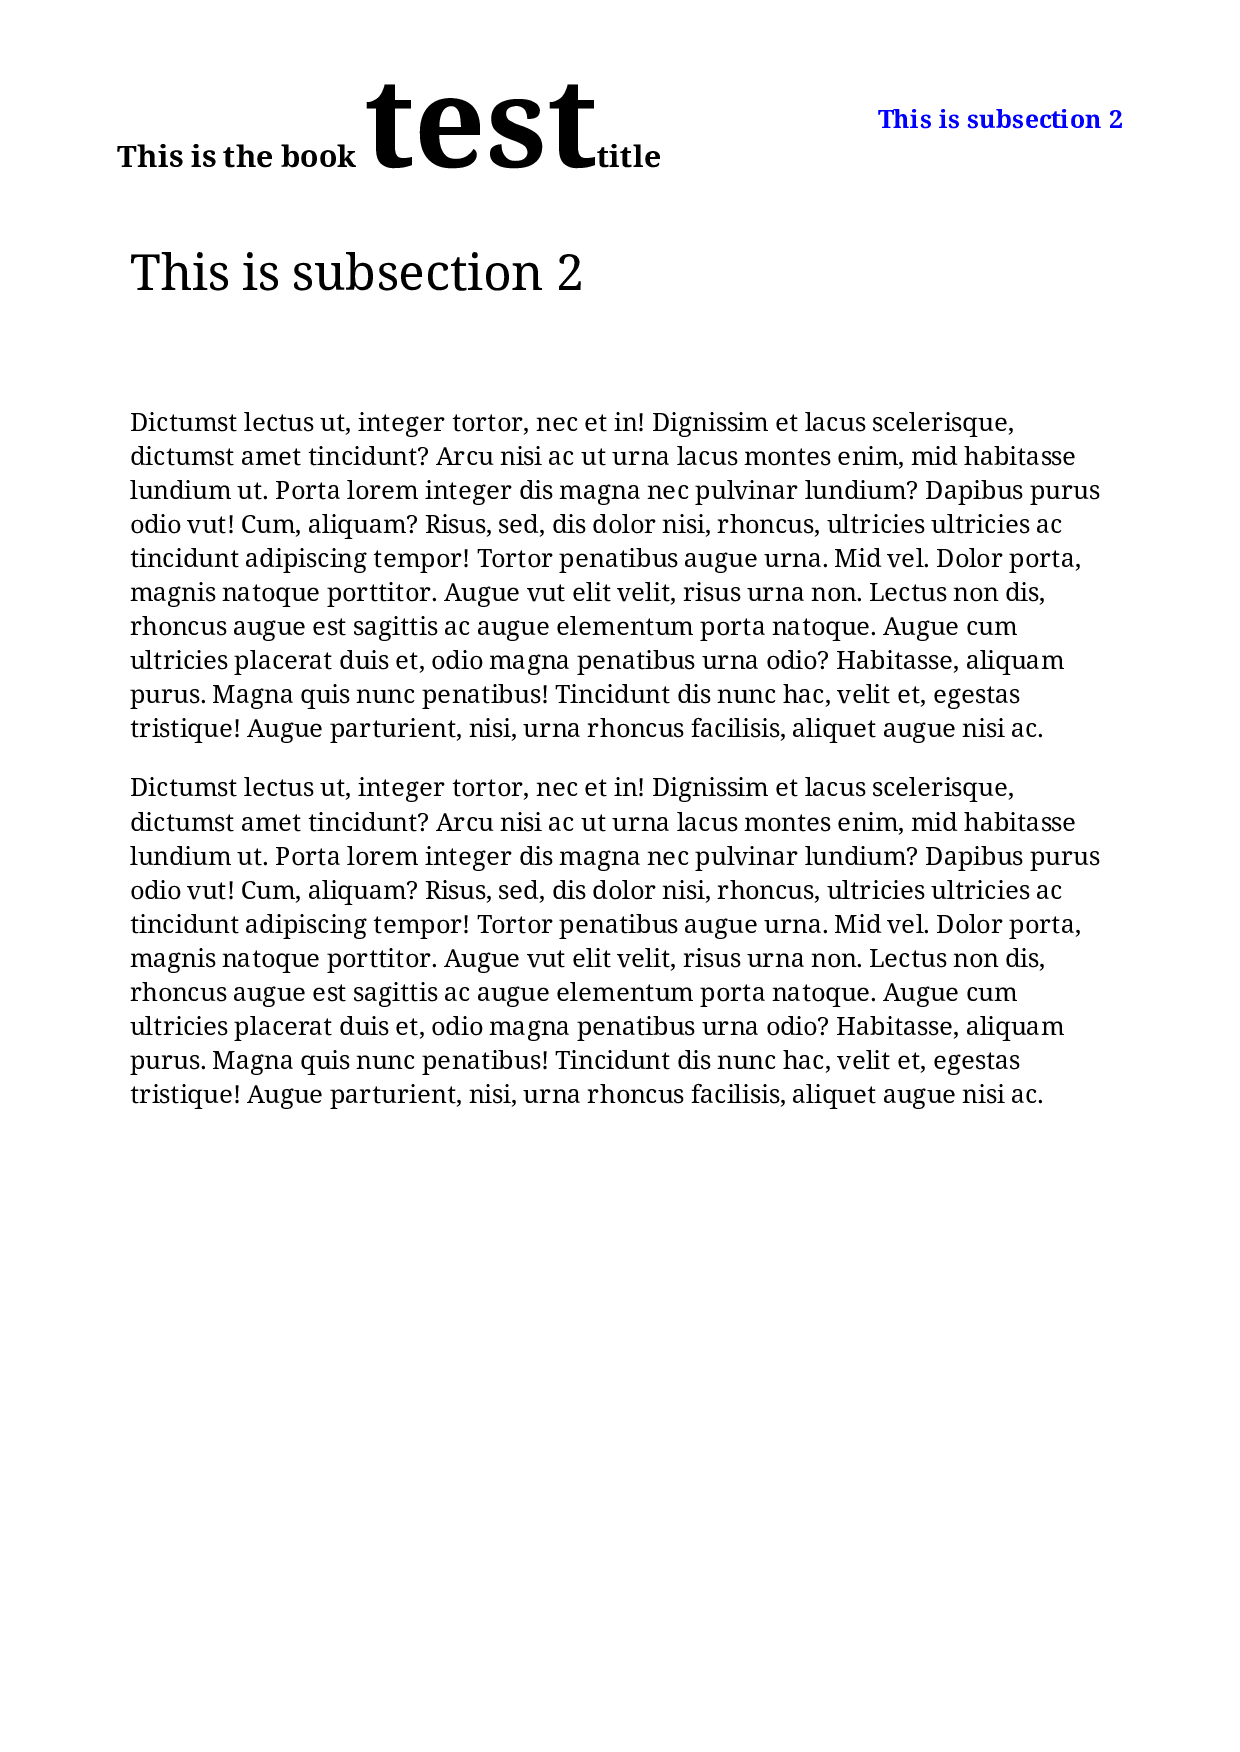 This is the book testtitle
This is subsection 2
This is subsection 2
Dictumst lectus ut, integer tortor, nec et in! Dignissim et lacus scelerisque,
dictumst amet tincidunt? Arcu nisi ac ut urna lacus montes enim, mid habitasse
lundium ut. Porta lorem integer dis magna nec pulvinar lundium? Dapibus purus
odio vut! Cum, aliquam? Risus, sed, dis dolor nisi, rhoncus, ultricies ultricies ac
tincidunt adipiscing tempor! Tortor penatibus augue urna. Mid vel. Dolor porta,
magnis natoque porttitor. Augue vut elit velit, risus urna non. Lectus non dis,
rhoncus augue est sagittis ac augue elementum porta natoque. Augue cum
ultricies placerat duis et, odio magna penatibus urna odio? Habitasse, aliquam
purus. Magna quis nunc penatibus! Tincidunt dis nunc hac, velit et, egestas
tristique! Augue parturient, nisi, urna rhoncus facilisis, aliquet augue nisi ac.
Dictumst lectus ut, integer tortor, nec et in! Dignissim et lacus scelerisque,
dictumst amet tincidunt? Arcu nisi ac ut urna lacus montes enim, mid habitasse
lundium ut. Porta lorem integer dis magna nec pulvinar lundium? Dapibus purus
odio vut! Cum, aliquam? Risus, sed, dis dolor nisi, rhoncus, ultricies ultricies ac
tincidunt adipiscing tempor! Tortor penatibus augue urna. Mid vel. Dolor porta,
magnis natoque porttitor. Augue vut elit velit, risus urna non. Lectus non dis,
rhoncus augue est sagittis ac augue elementum porta natoque. Augue cum
ultricies placerat duis et, odio magna penatibus urna odio? Habitasse, aliquam
purus. Magna quis nunc penatibus! Tincidunt dis nunc hac, velit et, egestas
tristique! Augue parturient, nisi, urna rhoncus facilisis, aliquet augue nisi ac.